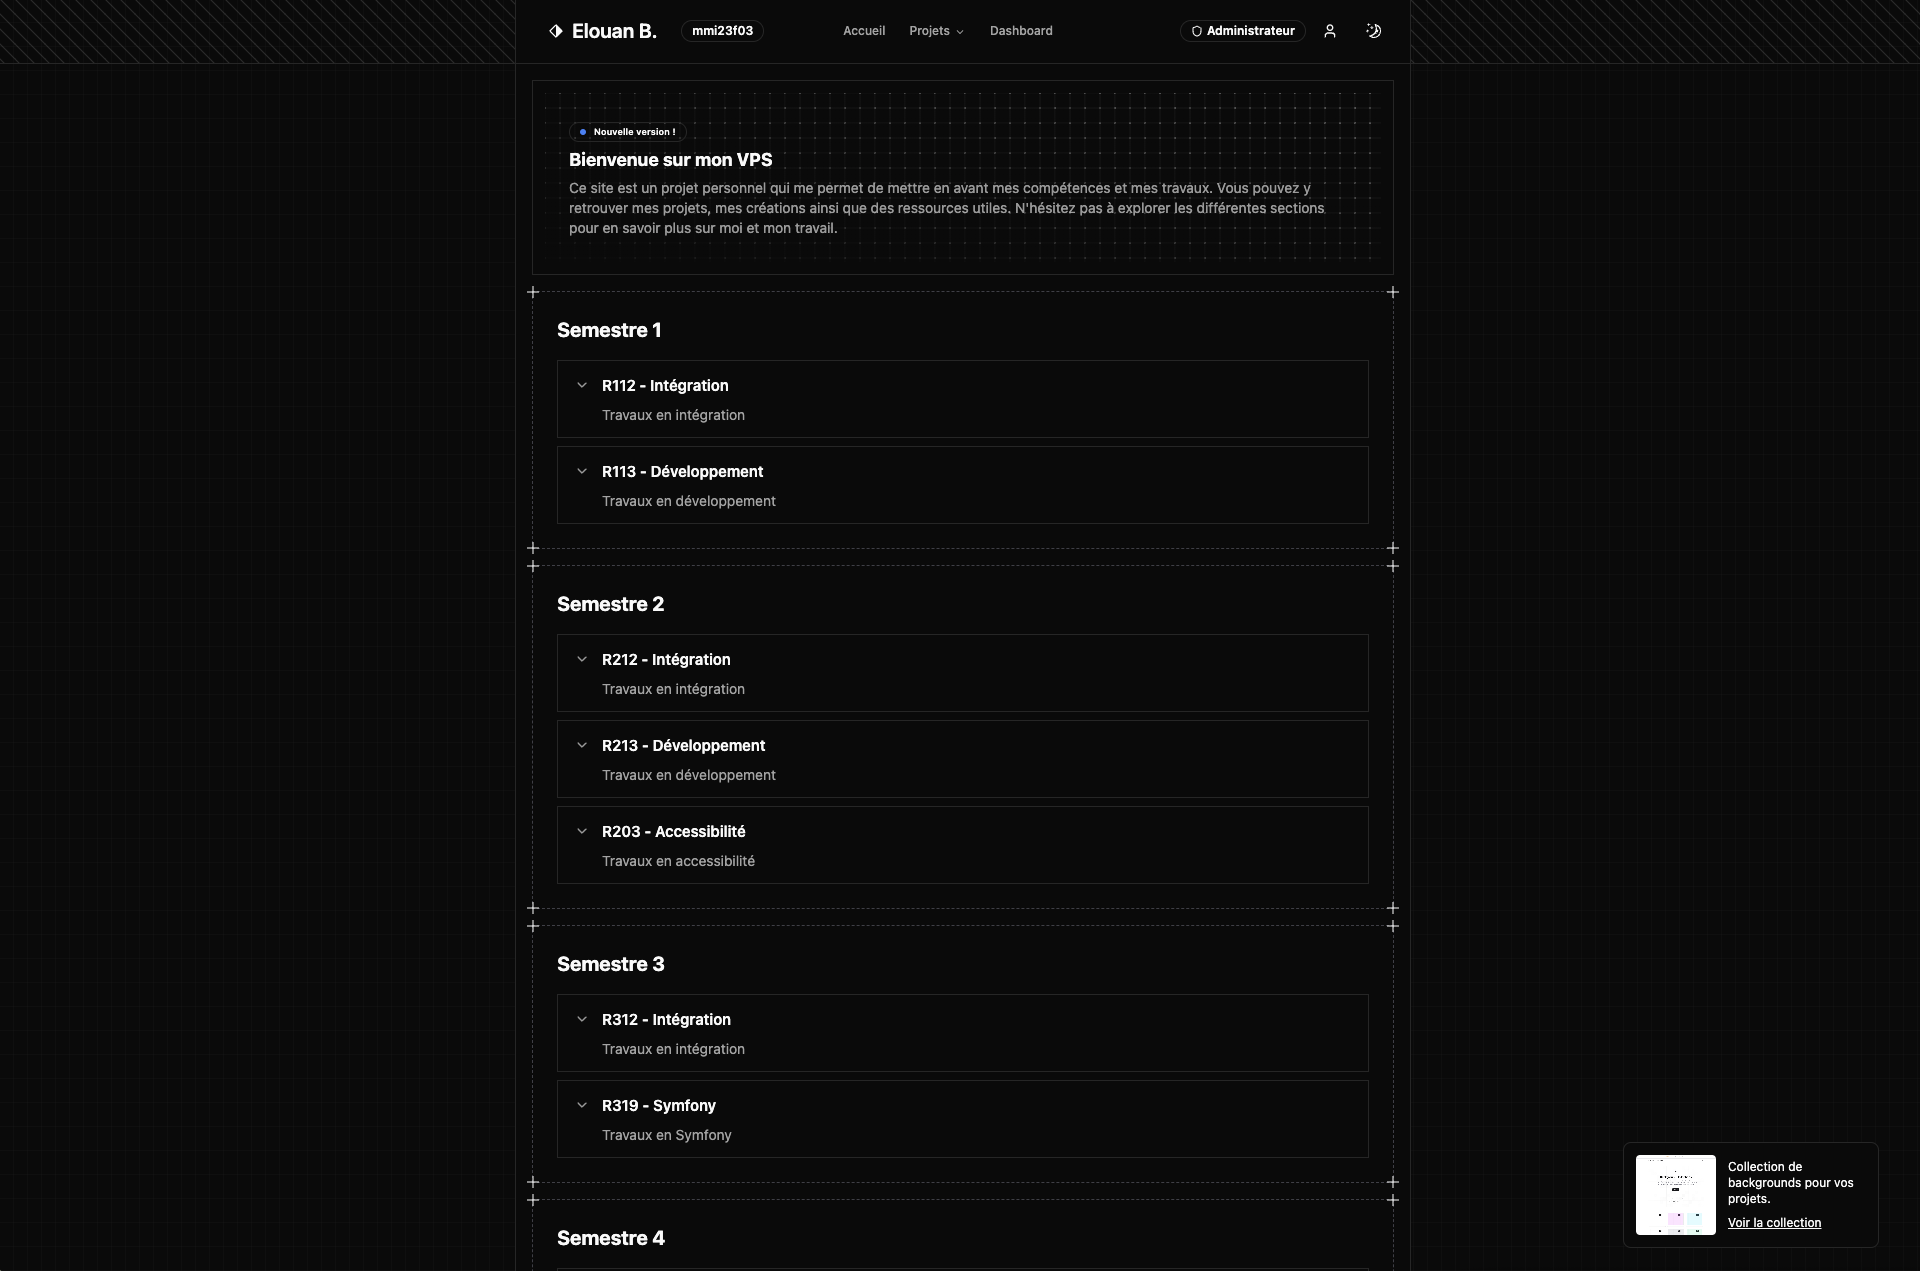 Elouan B.
mmi23f03
Accueil
Projets
Dashboard
Administrateur
Nouvelle version !
Bienvenue sur mon VPS
Ce site est un projet personnel qui me permet de mettre en avant mes compétences et mes travaux. Vous pouvez y
retrouver mes projets, mes créations ainsi que des ressources utiles. N'hésitez pas à explorer les différentes sections
pour en savoir plus sur moi et mon travail.
Semestre 1
R112 - Intégration
Travaux en intégration
R113 - Développement
Travaux en développement
Semestre 2
R212 - Intégration
Travaux en intégration
R213 - Développement
Travaux en développement
R203 - Accessibilité
Travaux en accessibilité
Semestre 3
R312 - Intégration
Travaux en intégration
R319 - Symfony
Travaux en Symfony
Semestre 4
Collection de
backgrounds pour vos
projets.
Voir la collection